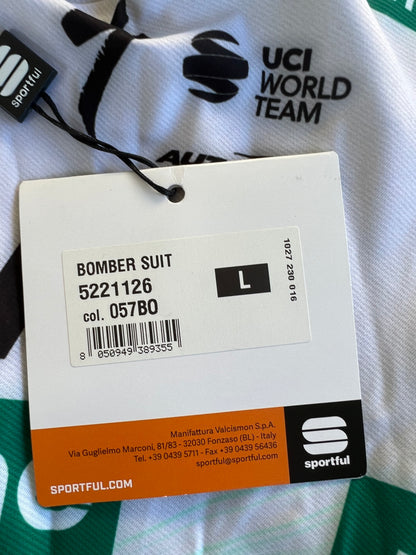 sportful
UCI
WORLD
TEAM
BOMBER SUIT
5221126
col. 057BO
L
1027 230 016
8 050949 389355
Manifattura Valcismon S.p.A.
Via Guglielmo Marconi, 81/83 - 32030 Fonzaso (BL) - Italy
Tel. +39 0439 5711 - Fax +39 0439 56436
sportful@sportful.com
sportful
SPORTFUL.COM